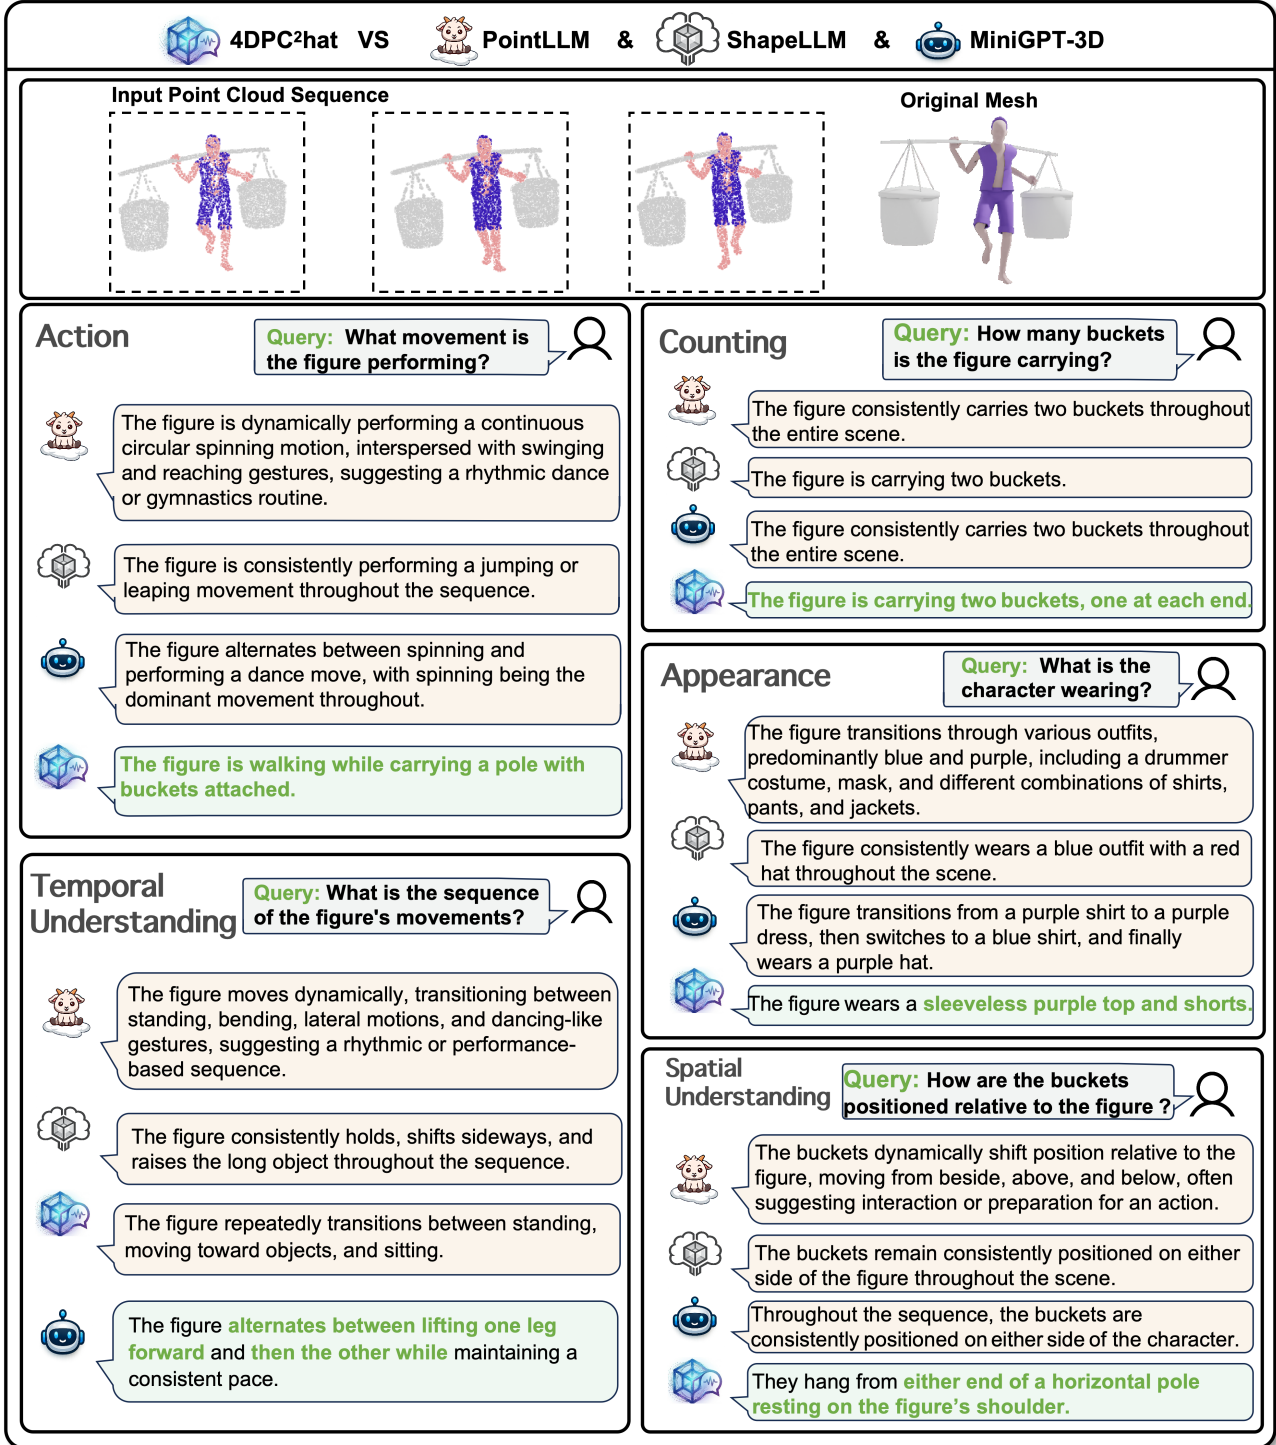 4DPC²hat VS PointLLM & ShapeLLM & MiniGPT-3D
Input Point Cloud Sequence
Original Mesh
Action
Query: What movement is
the figure performing?
The figure is dynamically performing a continuous
circular spinning motion, interspersed with swinging
and reaching gestures, suggesting a rhythmic dance
or gymnastics routine.
The figure is consistently performing a jumping or
leaping movement throughout the sequence.
The figure alternates between spinning and
performing a dance move, with spinning being the
dominant movement throughout.
The figure is walking while carrying a pole with
buckets attached.
Temporal
Understanding
Query: What is the sequence
of the figure's movements?
The figure moves dynamically, transitioning between
standing, bending, lateral motions, and dancing-like
gestures, suggesting a rhythmic or performance-
based sequence.
The figure consistently holds, shifts sideways, and
raises the long object throughout the sequence.
The figure repeatedly transitions between standing,
moving toward objects, and sitting.
The figure alternates between lifting one leg
forward and then the other while maintaining a
consistent pace.
Counting
Query: How many buckets
is the figure carrying?
The figure consistently carries two buckets throughout
the entire scene.
The figure is carrying two buckets.
The figure consistently carries two buckets throughout
the entire scene.
The figure is carrying two buckets, one at each end.
Appearance
Query: What is the
character wearing?
The figure transitions through various outfits,
predominantly blue and purple, including a drummer
costume, mask, and different combinations of shirts,
pants, and jackets.
The figure consistently wears a blue outfit with a red
hat throughout the scene.
The figure transitions from a purple shirt to a purple
dress, then switches to a blue shirt, and finally
wears a purple hat.
The figure wears a sleeveless purple top and shorts.
Spatial
Understanding
Query: How are the buckets
positioned relative to the figure ?
The buckets dynamically shift position relative to the
figure, moving from beside, above, and below, often
suggesting interaction or preparation for an action.
The buckets remain consistently positioned on either
side of the figure throughout the scene.
Throughout the sequence, the buckets are
consistently positioned on either side of the character.
They hang from either end of a horizontal pole
resting on the figure's shoulder.